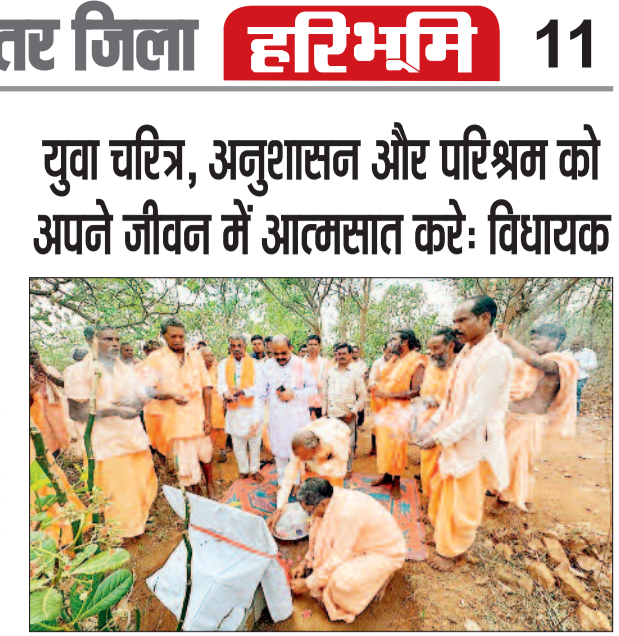 तर जिला हरिभूमि 11
युवा चरित्र, अनुशासन और परिश्रम को
अपने जीवन में आत्मसात करे: विधायक